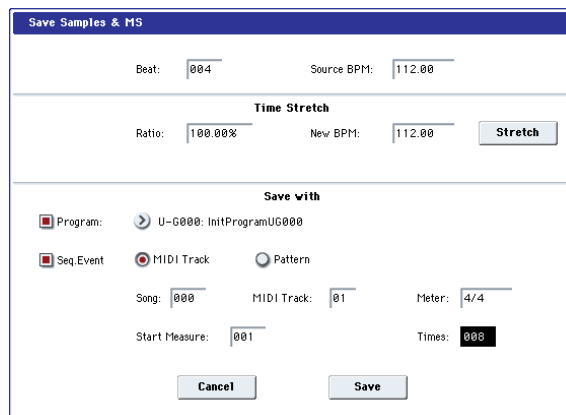 Save Samples & MS
Beat: 004 Source BPM: 112.00
Time Stretch
Ratio: 100.00% New BPM: 112.00 Stretch
Save with
Program: U-G000: InitProgramUG000
Seq.Event MIDI Track Pattern
Song: 000 MIDI Track: 01 Meter: 4/4
Start Measure: 001 Times: 008
Cancel Save